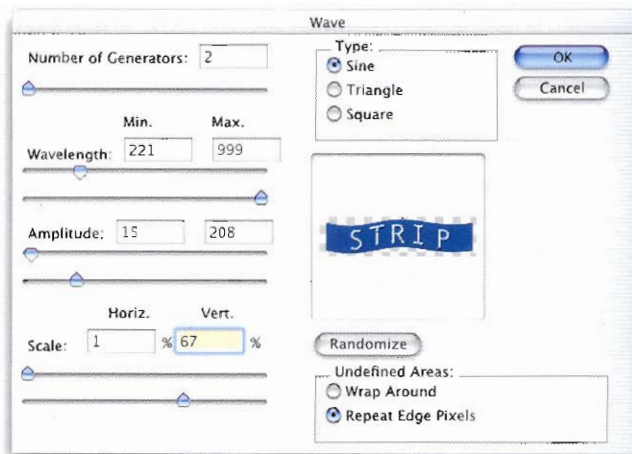 Wave
Number of Generators: 2
Min. Max.
Wavelength: 221 999
Amplitude: 15 208
Horiz. Vert.
Scale: 1 % 67 %
Type:
Sine
Triangle
Square
OK
Cancel
STRIP
Randomize
Undefined Areas:
Wrap Around
Repeat Edge Pixels